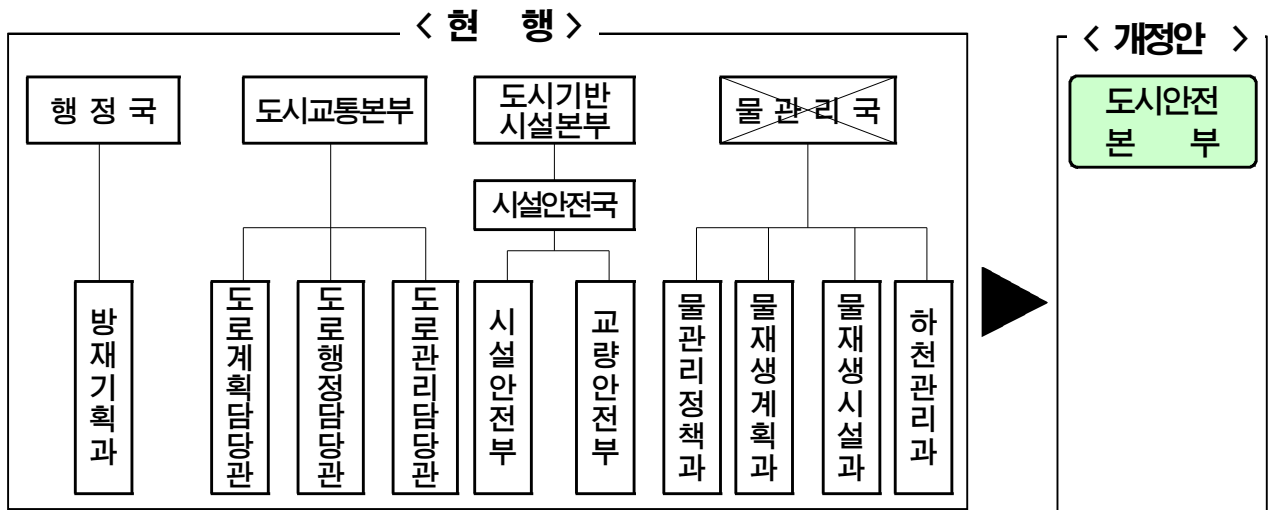 < 현 행 >
< 개정안 >
행 정 국
도시교통본부
도시기반
시설본부
물 관 리 국
도시안전
본 부
시설안전국
방재기획과
도로계획담당관
도로행정담당관
도로관리담당관
시설안전부
교량안전부
물관리정책과
물재생계획과
물재생시설과
하천관리과